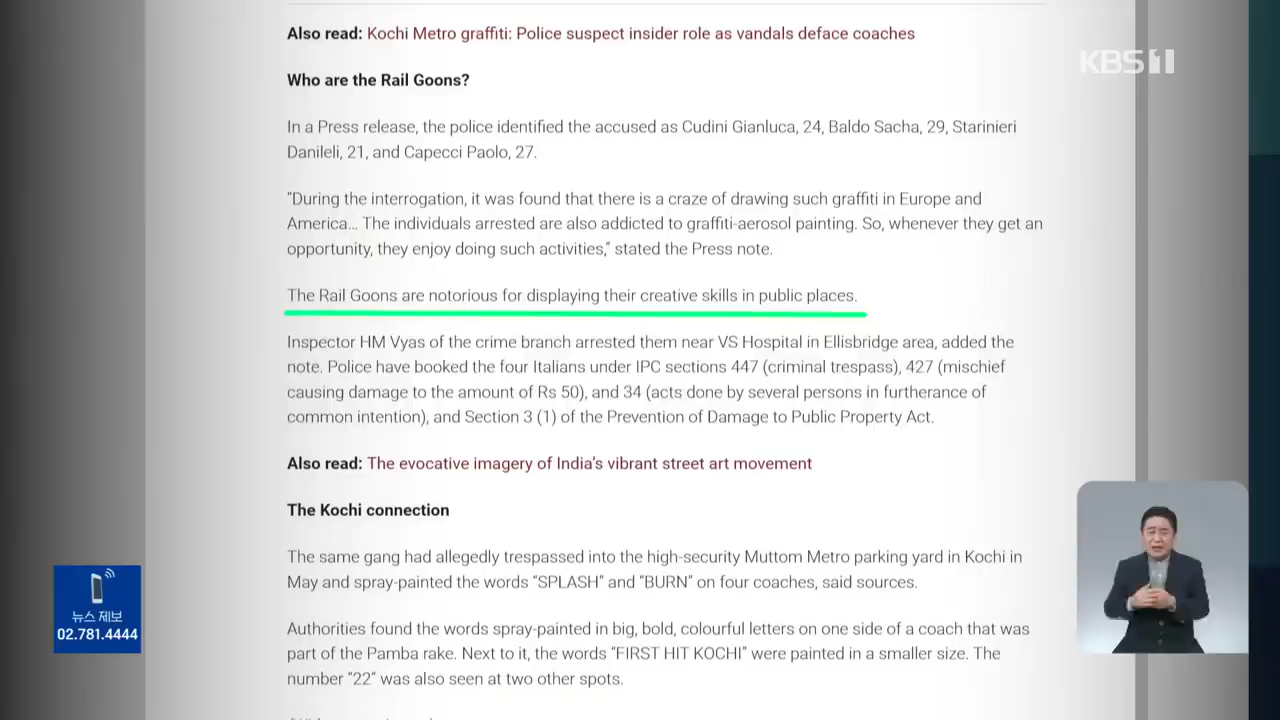 Also read: Kochi Metro graffiti: Police suspect insider role as vandals deface coaches
KBS 1
Who are the Rail Goons?
In a Press release, the police identified the accused as Cudini Gianluca, 24, Baldo Sacha, 29, Starinieri
Danileli, 21, and Capecci Paolo, 27.
“During the interrogation, it was found that there is a craze of drawing such graffiti in Europe and
America... The individuals arrested are also addicted to graffiti-aerosol painting. So, whenever they get an
opportunity, they enjoy doing such activities,” stated the Press note.
The Rail Goons are notorious for displaying their creative skills in public places.
Inspector HM Vyas of the crime branch arrested them near VS Hospital in Ellisbridge area, added the
note. Police have booked the four Italians under IPC sections 447 (criminal trespass), 427 (mischief
causing damage to the amount of Rs 50), and 34 (acts done by several persons in furtherance of
common intention), and Section 3 (1) of the Prevention of Damage to Public Property Act.
Also read: The evocative imagery of India’s vibrant street art movement
The Kochi connection
The same gang had allegedly trespassed into the high-security Muttom Metro parking yard in Kochi in
May and spray-painted the words “SPLASH” and “BURN” on four coaches, said sources.
뉴스 제보
02.781.4444
Authorities found the words spray-painted in big, bold, colourful letters on one side of a coach that was
part of the Pamba rake. Next to it, the words “FIRST HIT KOCHI” were painted in a smaller size. The
number “22” was also seen at two other spots.